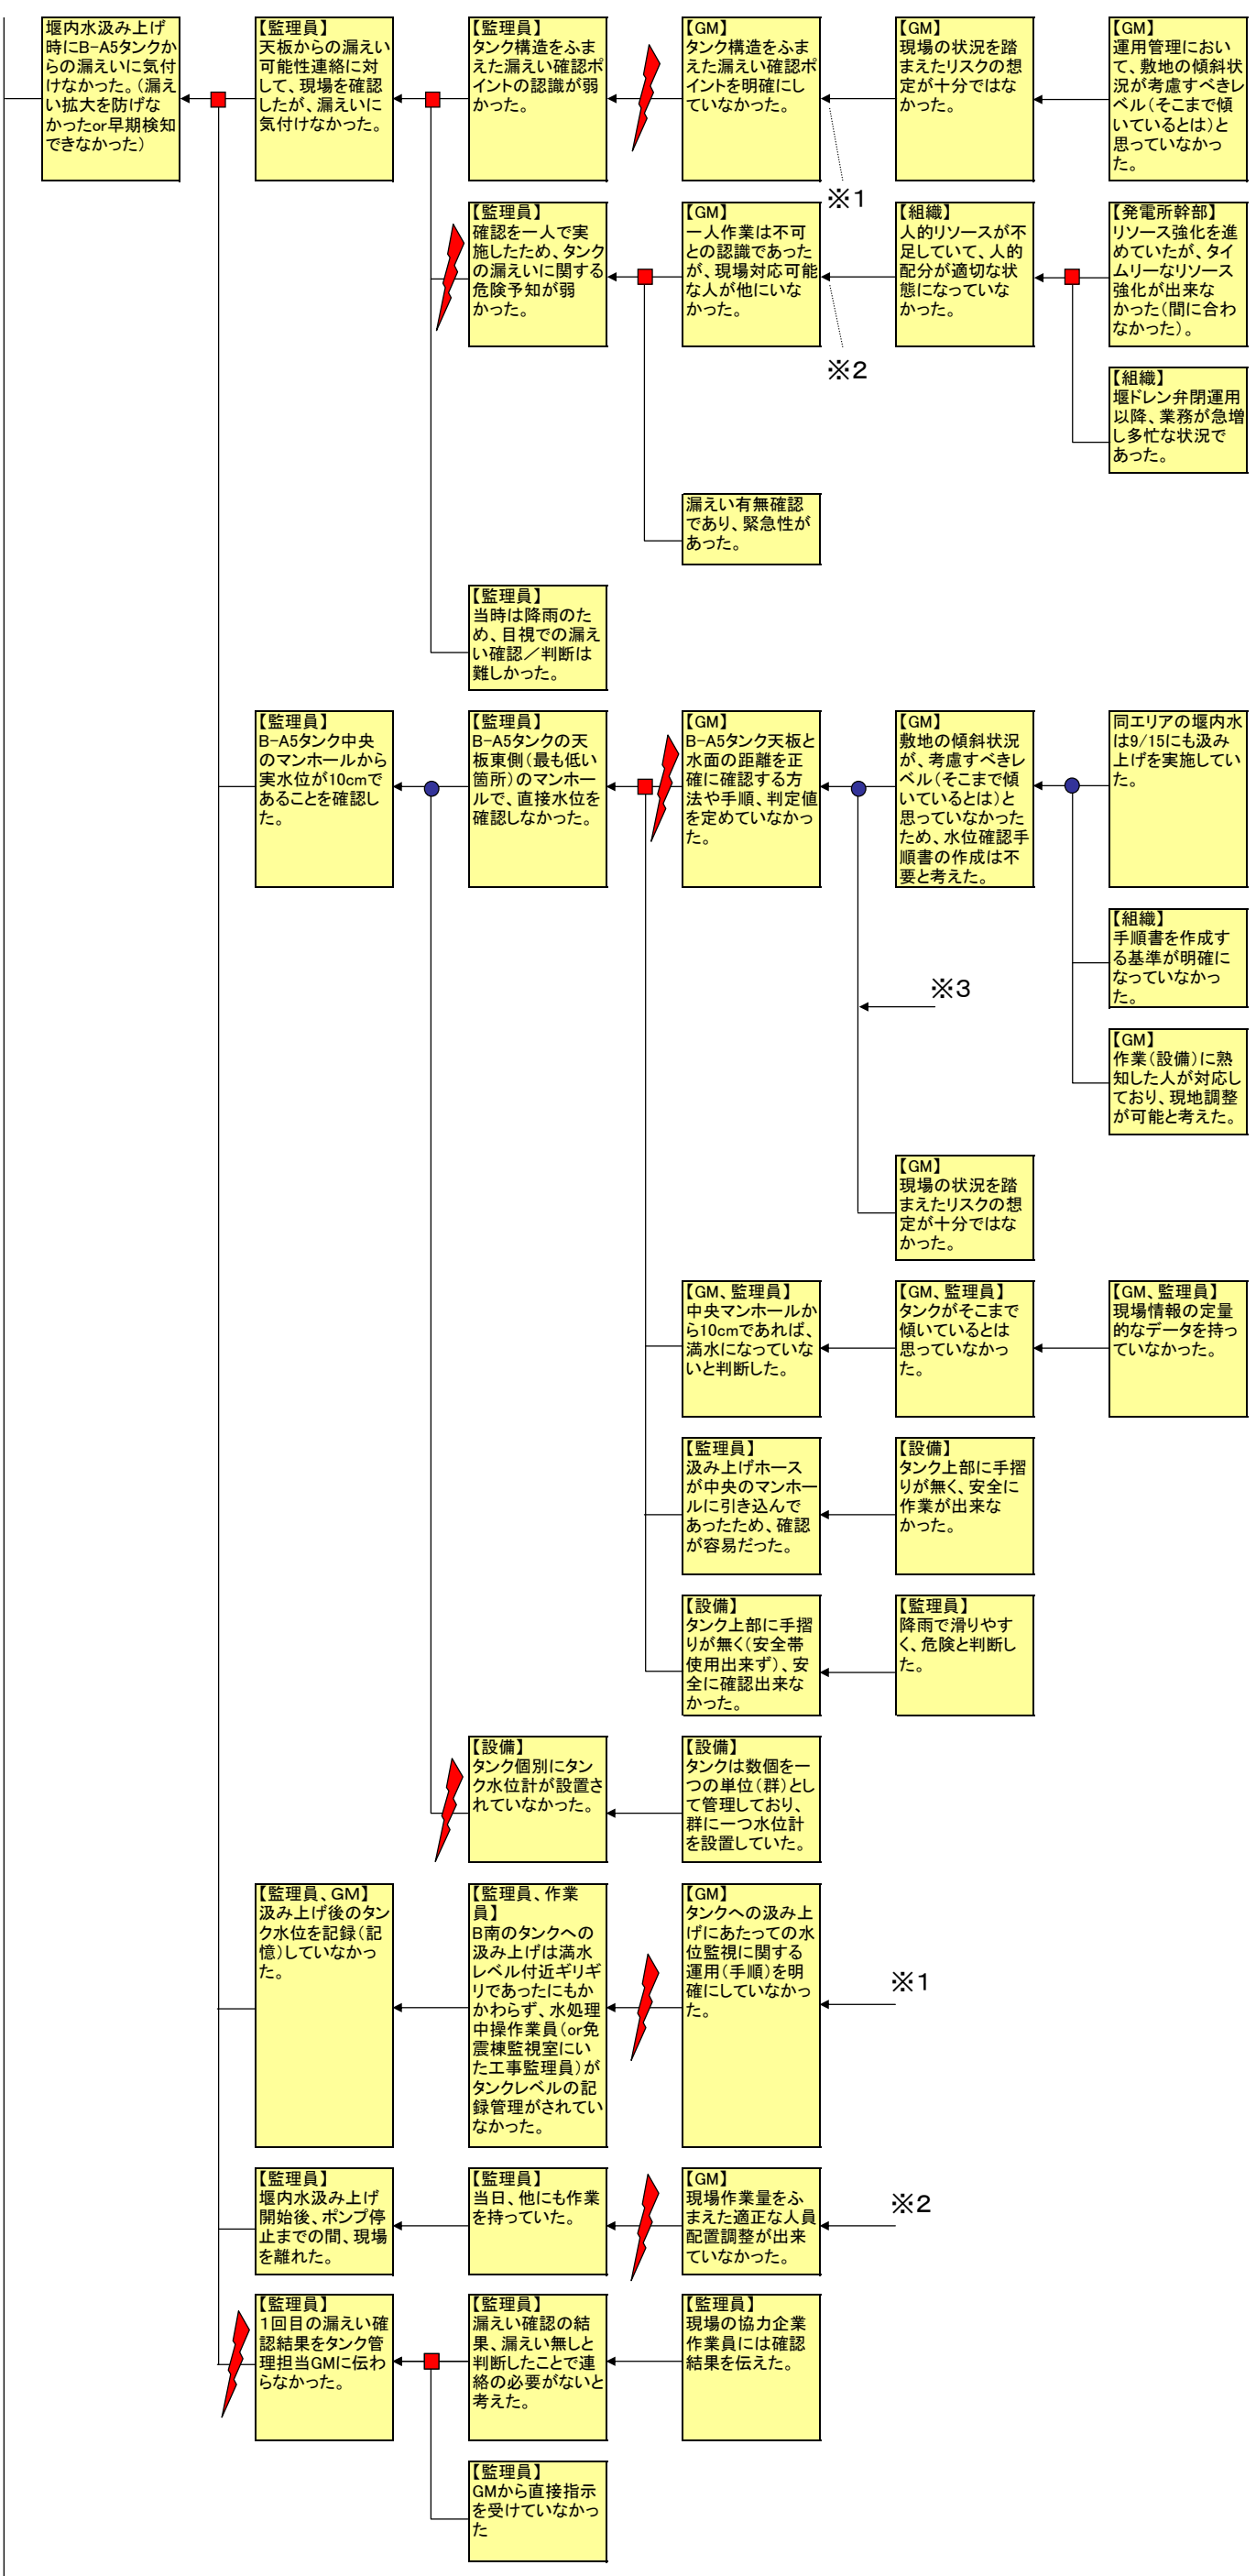 堰内水汲み上げ
時にB-A5タンクか
らの漏えいに気付
けなかった。（漏え
い拡大を防げな
かったor早期検知
できなかった）
【監理員】
天板からの漏えい
可能性連絡に対
して、現場を確認
したが、漏えいに
気付けなかった。
【監理員】
タンク構造をふま
えた漏えい確認ポ
イントの認識が弱
かった。
【GM】
タンク構造をふま
えた漏えい確認ポ
イントを明確にし
ていなかった。
【GM】
現場の状況を踏
まえたリスクの想
定が十分ではな
かった。
【GM】
運用管理におい
て、敷地の傾斜状
況が考慮すべきレ
ベル（そこまで傾
いているとは）と
思っていなかっ
た。
※1
【監理員】
確認を一人で実
施したため、タンク
の漏えいに関する
危険予知が弱
かった。
【GM】
一人作業は不可
との認識であった
が、現場対応可能
な人が他にいな
かった。
【組織】
人的リソースが不
足していて、人的
配分が適切な状
態になっていな
かった。
【発電所幹部】
リソース強化を進
めていたが、タイ
ムリーなリソース
強化が出来な
かった（間に合わ
なかった）。
※2
【組織】
堰ドレン弁閉運用
以降、業務が急増
し多忙な状況で
あった。
漏えい有無確認
であり、緊急性が
あった。
【監理員】
当時は降雨のた
め、目視での漏え
い確認／判断は
難しかった。
【監理員】
B-A5タンク中央
のマンホールから
実水位が10cmで
あることを確認し
た。
【監理員】
B-A5タンクの天
板東側（最も低い
箇所）のマンホー
ルで、直接水位を
確認しなかった。
【GM】
B-A5タンク天板と
水面の距離を正
確に確認する方
法や手順、判定値
を定めていなかっ
た。
【GM】
敷地の傾斜状況
が、考慮すべきレ
ベル（そこまで傾
いているとは）と
思っていなかった
ため、水位確認手
順書の作成は不
要と考えた。
同エリアの堰内水
は9/15にも汲み
上げを実施してい
た。
【組織】
手順書を作成す
る基準が明確に
なっていなかっ
た。
※3
【GM】
作業（設備）に熟
知した人が対応し
ており、現地調整
が可能と考えた。
【GM】
現場の状況を踏
まえたリスクの想
定が十分ではな
かった。
【GM、監理員】
中央マンホールか
ら10cmであれば、
満水になっていな
いと判断した。
【GM、監理員】
タンクがそこまで
傾いているとは
思っていなかっ
た。
【GM、監理員】
現場情報の定量
的なデータを持っ
ていなかった。
【監理員】
汲み上げホース
が中央のマンホー
ルに引き込んで
あったため、確認
が容易だった。
【設備】
タンク上部に手摺
りが無く、安全に
作業が出来な
かった。
【設備】
タンク上部に手摺
りが無く（安全帯
使用出来ず）、安
全に確認出来な
かった。
【監理員】
降雨で滑りやす
く、危険と判断し
た。
【設備】
タンク個別にタン
ク水位計が設置さ
れていなかった。
【設備】
タンクは数個を一
つの単位（群）とし
て管理しており、
群に一つ水位計
を設置していた。
【監理員、GM】
汲み上げ後のタン
ク水位を記録（記
憶）していなかっ
た。
【監理員、作業
員】
B南のタンクへの
汲み上げは満水
レベル付近ギリギ
リであったにもか
かわらず、水処理
中操作業員（or免
震棟監視室にい
た工事監理員）が
タンクレベルの記
録管理がされてい
なかった。
【GM】
タンクへの汲み上
げにあたっての水
位監視に関する
運用（手順）を明
確にしていなかっ
た。
※1
【監理員】
堰内水汲み上げ
開始後、ポンプ停
止までの間、現場
を離れた。
【監理員】
当日、他にも作業
を持っていた。
【GM】
現場作業量をふ
まえた適正な人員
配置調整が出来
ていなかった。
※2
【監理員】
1回目の漏えい確
認結果をタンク管
理担当GMに伝わ
らなかった。
【監理員】
漏えい確認の結
果、漏えい無しと
判断したことで連
絡の必要がないと
考えた。
【監理員】
現場の協力企業
作業員には確認
結果を伝えた。
【監理員】
GMから直接指示
を受けていなかっ
た